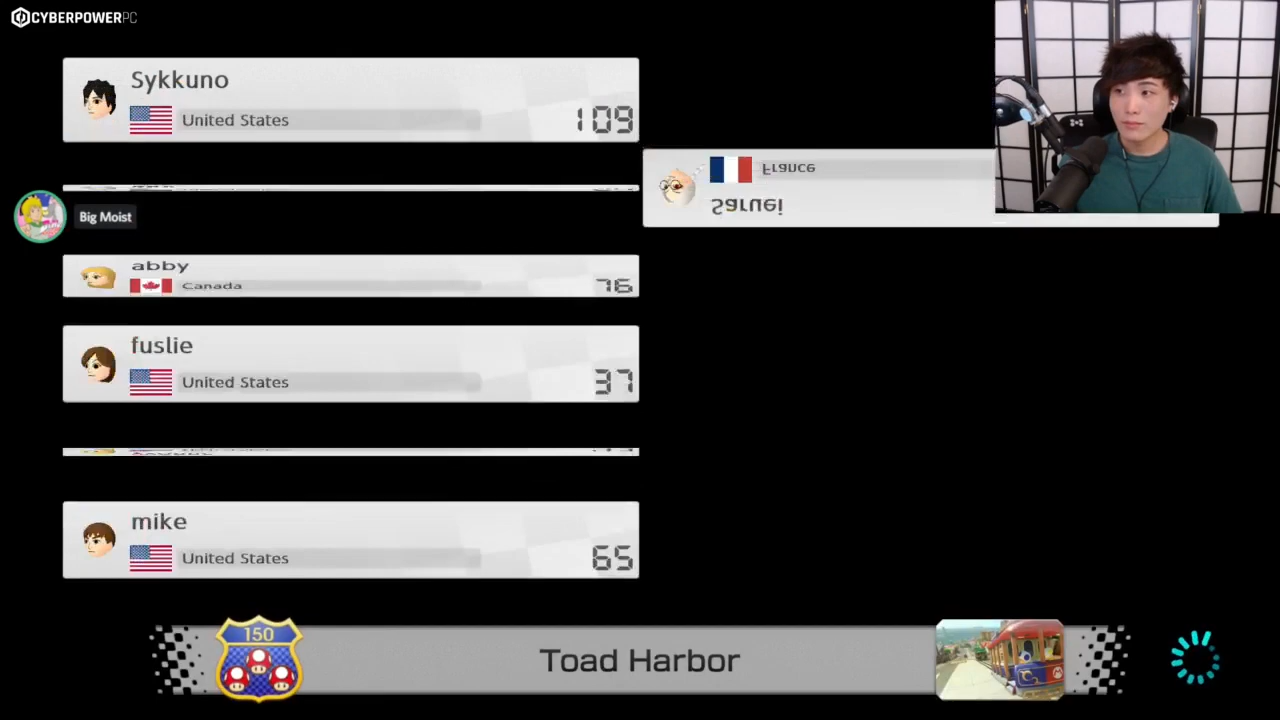 CYBERPOWERPC
Sykkuno
United States
109
Big Moist
abby
Canada
76
fuslie
United States
37
mike
United States
65
France
Saruei
150
Toad Harbor